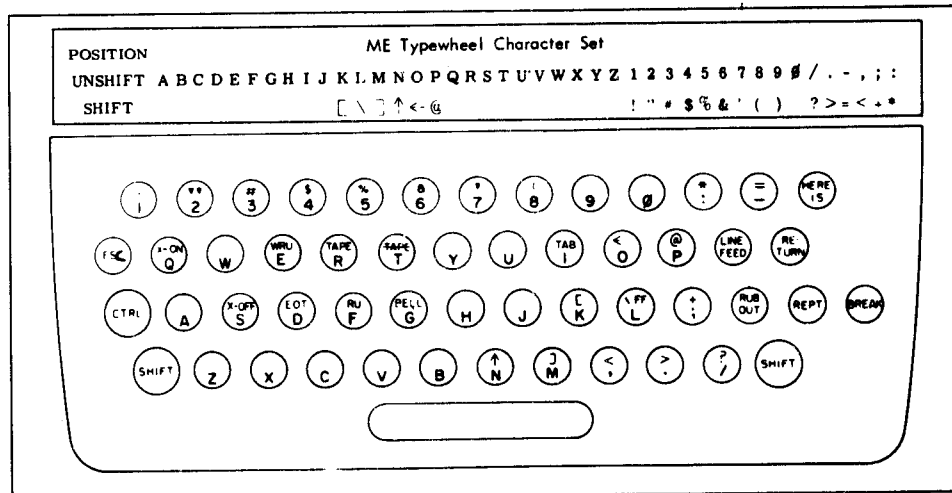 ME Typewheel Character Set
POSITION
UNSHIFT A B C D E F G H I J K L M N O P Q R S T U V W X Y Z 1 2 3 4 5 6 7 8 9 Ø / . - , ; :
SHIFT [ \ ] ↑ <- @ ! " # $ % & ' ( ) ? > = < + *
" # $ % & ' ( * = HERE
1 2 3 4 5 6 7 8 9 Ø : - IS
X-ON WRU TAPE TAPE TAB < @ LINE RE-
ESC Q W E R T Y U I O P FEED TURN
X-OFF EOT RU BELL [ \ FF + RUB
CTRL A S D F G H J K L ; OUT REPT BREAK
↑ ] < > ?
SHIFT Z X C V B N M , . / SHIFT